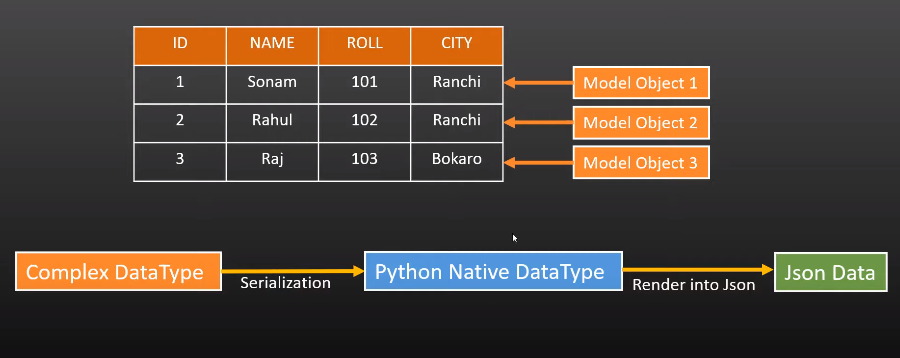 ID NAME ROLL CITY
1 Sonam 101 Ranchi Model Object 1
2 Rahul 102 Ranchi Model Object 2
3 Raj 103 Bokaro Model Object 3
Complex DataType Serialization Python Native DataType Render into Json Json Data